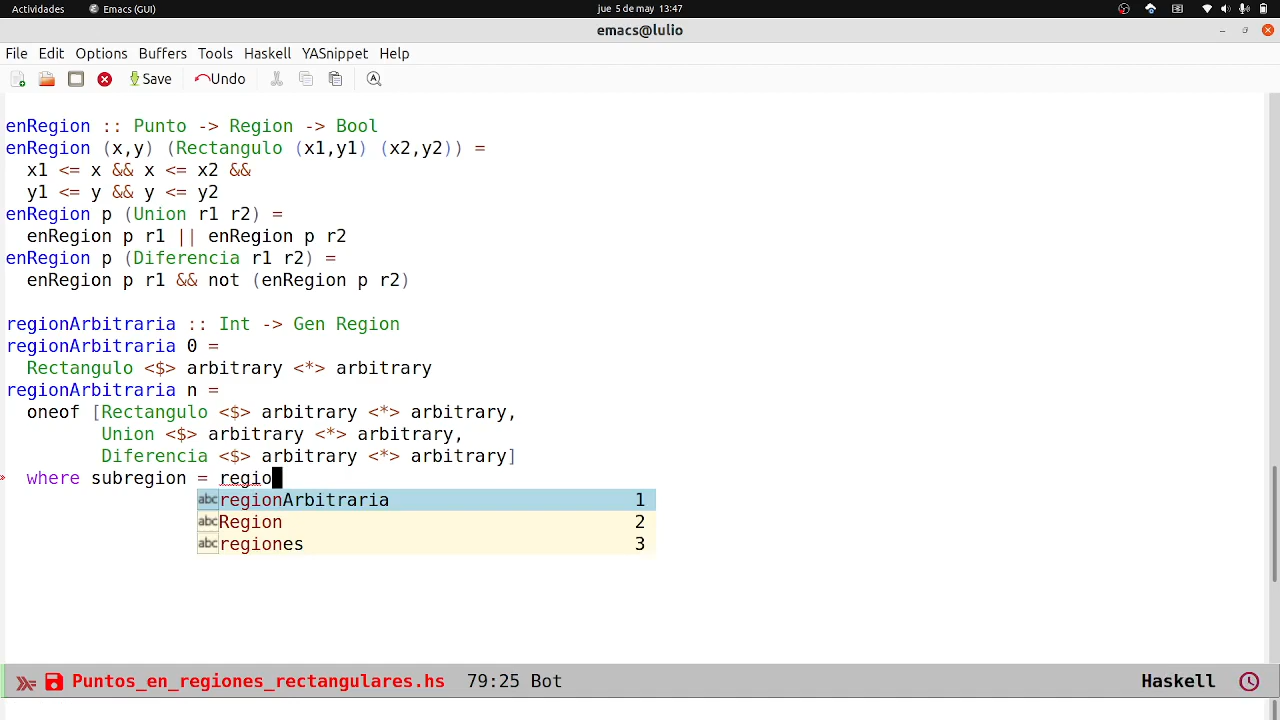 Actividades Emacs (GUI) jue 5 de may 13:47
emacs@lulio
File Edit Options Buffers Tools Haskell YASnippet Help
Save Undo
enRegion :: Punto -> Region -> Bool
enRegion (x,y) (Rectangulo (x1,y1) (x2,y2)) =
  x1 <= x && x <= x2 &&
  y1 <= y && y <= y2
enRegion p (Union r1 r2) =
  enRegion p r1 || enRegion p r2
enRegion p (Diferencia r1 r2) =
  enRegion p r1 && not (enRegion p r2)
regionArbitraria :: Int -> Gen Region
regionArbitraria 0 =
  Rectangulo <$> arbitrary <*> arbitrary
regionArbitraria n =
  oneof [Rectangulo <$> arbitrary <*> arbitrary,
         Union <$> arbitrary <*> arbitrary,
         Diferencia <$> arbitrary <*> arbitrary]
  where subregion = regio
abc regionArbitraria 1
abc Region 2
abc regiones 3
Puntos_en_regiones_rectangulares.hs 79:25 Bot Haskell